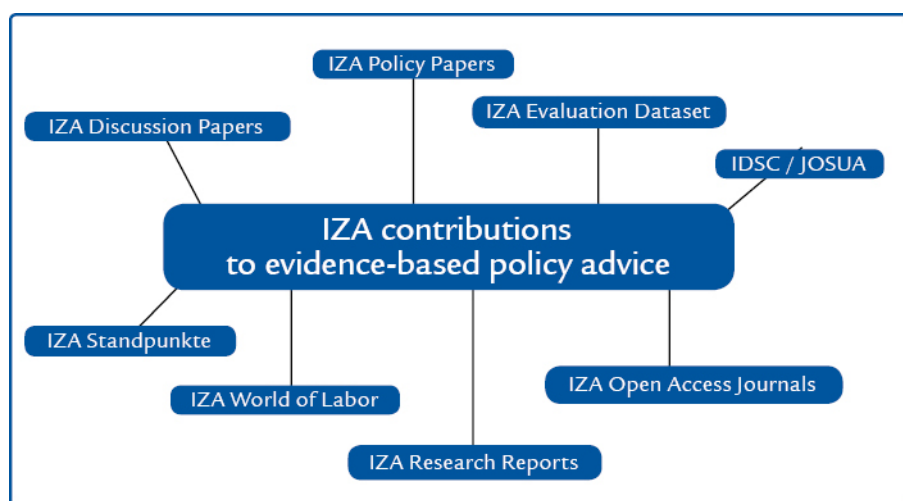 IZA Policy Papers
IZA Evaluation Dataset
IZA Discussion Papers
IDSC / JOSUA
IZA contributions
to evidence-based policy advice
IZA Standpunkte
IZA World of Labor
IZA Open Access Journals
IZA Research Reports